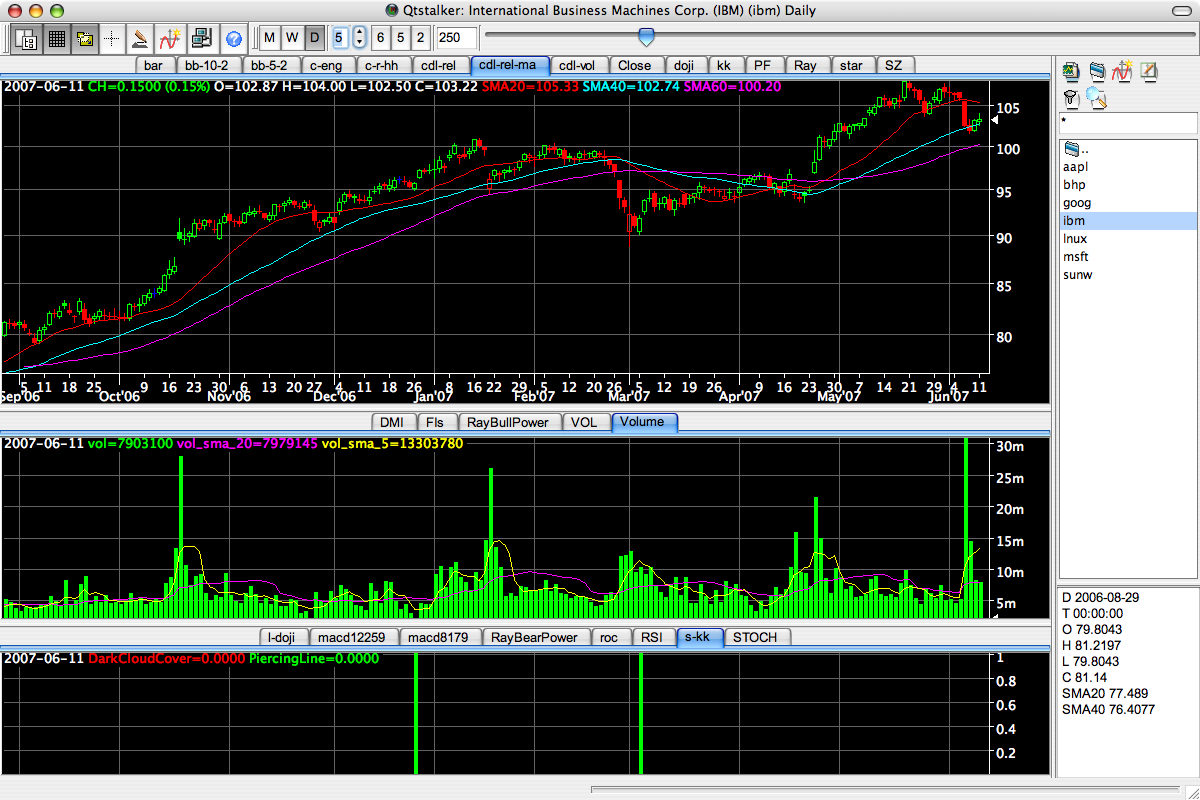 Qtstalker: International Business Machines Corp. (IBM) (ibm) Daily
M W D 5 6 5 2 250
bar bb-10-2 bb-5-2 c-eng c-r-hh cdl-rel cdl-rel-ma cdl-vol Close doji kk PF Ray star SZ
2007-06-11 CH=0.1500 (0.15%) O=102.87 H=104.00 L=102.50 C=103.22 SMA20=105.33 SMA40=102.74 SMA60=100.20
105
100
95
90
85
80
5 11 18 25 9 16 23 30 6 13 20 27 4 11 18 26 8 16 22 29 5 12 20 26 5 12 19 26 9 16 23 30 7 14 21 29 4 11
Sep'06 Oct'06 Nov'06 Dec'06 Jan'07 Feb'07 Mar'07 Apr'07 May'07 Jun'07
*
..
aapl
bhp
goog
ibm
lnux
msft
sunw
DMI FIs RayBullPower VOL Volume
2007-06-11 vol=7903100 vol_sma_20=7979145 vol_sma_5=13303780
30m
25m
20m
15m
10m
5m
l-doji macd12259 macd8179 RayBearPower roc RSI s-kk STOCH
2007-06-11 DarkCloudCover=0.0000 PiercingLine=0.0000
1
0.8
0.6
0.4
0.2
D 2006-08-29
T 00:00:00
O 79.8043
H 81.2197
L 79.8043
C 81.14
SMA20 77.489
SMA40 76.4077